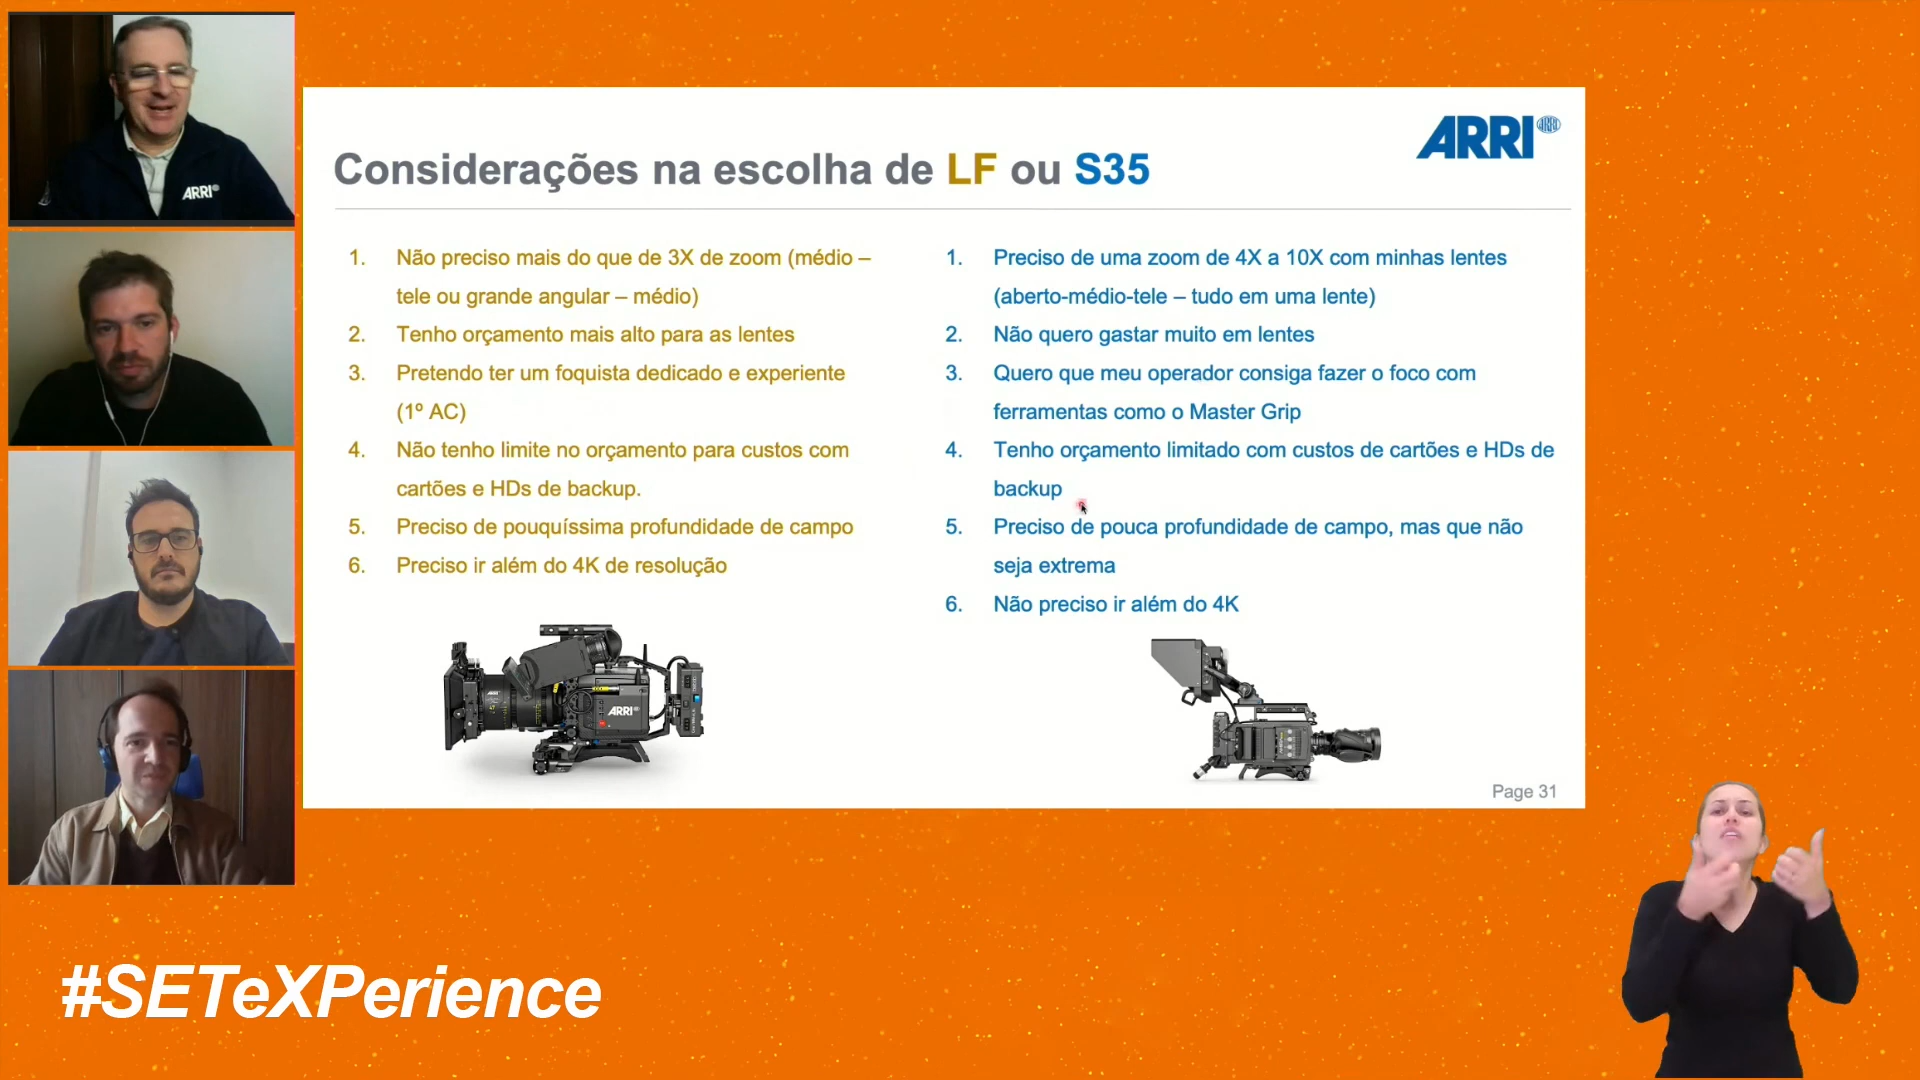 ARRI
Considerações na escolha de LF ou S35
1. Não preciso mais do que de 3X de zoom (médio –
tele ou grande angular – médio)
2. Tenho orçamento mais alto para as lentes
3. Pretendo ter um foquista dedicado e experiente
(1º AC)
4. Não tenho limite no orçamento para custos com
cartões e HDs de backup.
5. Preciso de pouquíssima profundidade de campo
6. Preciso ir além do 4K de resolução
1. Preciso de uma zoom de 4X a 10X com minhas lentes
(aberto-médio-tele – tudo em uma lente)
2. Não quero gastar muito em lentes
3. Quero que meu operador consiga fazer o foco com
ferramentas como o Master Grip
4. Tenho orçamento limitado com custos de cartões e HDs de
backup
5. Preciso de pouca profundidade de campo, mas que não
seja extrema
6. Não preciso ir além do 4K
ARRI
ARRI
Page 31
#SETeXPerience